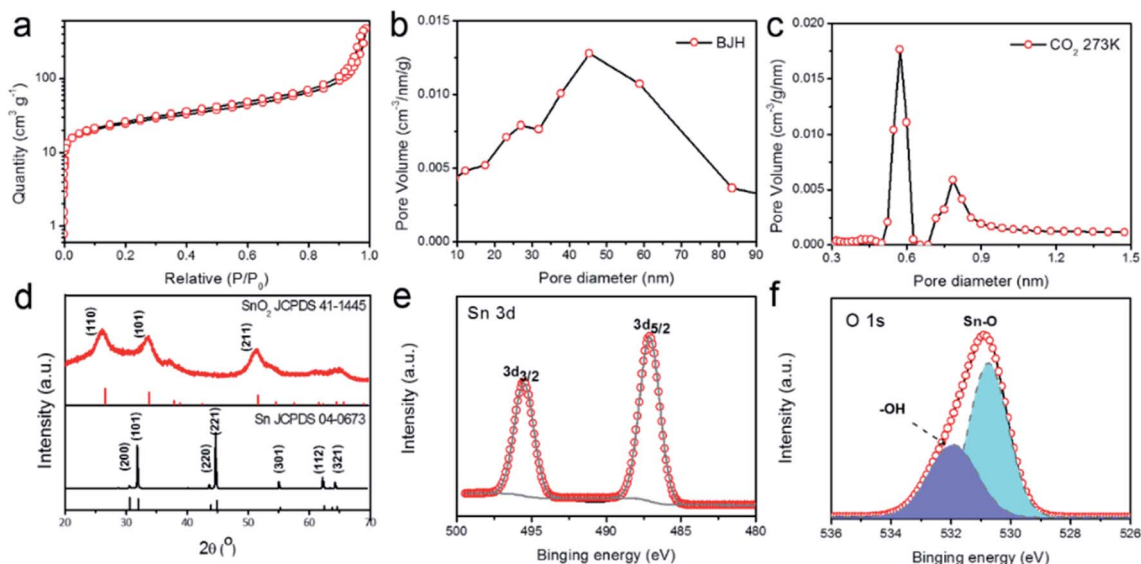 a
Quantity (cm³ g⁻¹)
100
10
1
0.0 0.2 0.4 0.6 0.8 1.0
Relative (P/P₀)
b
BJH
Pore Volume (cm⁻³/nm/g)
0.015
0.010
0.005
0.000
10 20 30 40 50 60 70 80 90
Pore diameter (nm)
c
CO₂ 273K
Pore Volume (cm⁻³/g/nm)
0.020
0.015
0.010
0.005
0.000
0.3 0.6 0.9 1.2 1.5
Pore diameter (nm)
d
SnO₂ JCPDS 41-1445
(110)
(101)
(211)
Intensity (a.u.)
Sn JCPDS 04-0673
(200)
(101)
(220)
(221)
(301)
(112)
(321)
20 30 40 50 60 70
2θ (°)
e
Sn 3d
3d₃/₂
3d₅/₂
Intensity (a.u.)
500 495 490 485 480
Binging energy (eV)
f
O 1s
Sn-O
-OH
Intensity (a.u.)
536 534 532 530 528 526
Binging energy (eV)